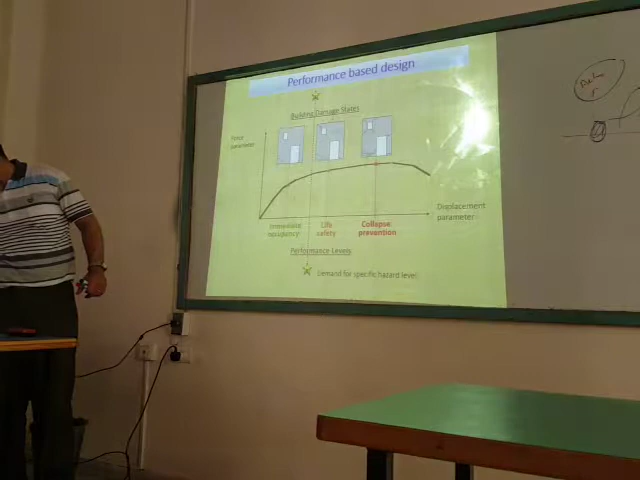 Performance based design
Building Damage States
Force
parameter
Displacement
parameter
Immediate
occupancy
Life
safety
Collapse
prevention
Performance Levels
Demand for specific hazard level